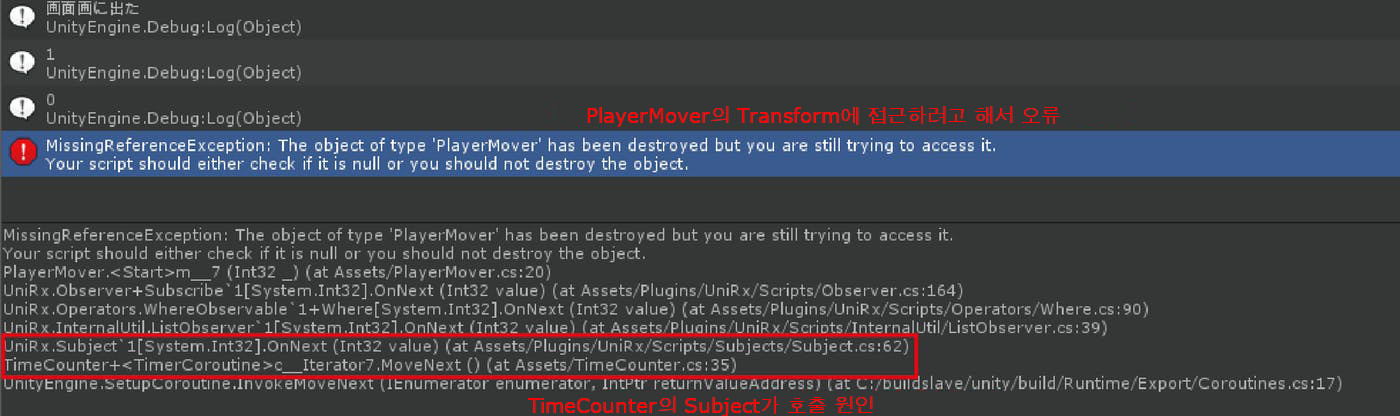 画面画に出た
UnityEngine.Debug:Log(Object)
1
UnityEngine.Debug:Log(Object)
0
UnityEngine.Debug:Log(Object)
PlayerMover의 Transform에 접근하려고 해서 오류
MissingReferenceException: The object of type 'PlayerMover' has been destroyed but you are still trying to access it.
Your script should either check if it is null or you should not destroy the object.
MissingReferenceException: The object of type 'PlayerMover' has been destroyed but you are still trying to access it.
Your script should either check if it is null or you should not destroy the object.
PlayerMover.<Start>m__7 (Int32 _) (at Assets/PlayerMover.cs:20)
UniRx.Observer+Subscribe`1[System.Int32].OnNext (Int32 value) (at Assets/Plugins/UniRx/Scripts/Observer.cs:164)
UniRx.Operators.WhereObservable`1+Where[System.Int32].OnNext (Int32 value) (at Assets/Plugins/UniRx/Scripts/Operators/Where.cs:90)
UniRx.InternalUtil.ListObserver`1[System.Int32].OnNext (Int32 value) (at Assets/Plugins/UniRx/Scripts/InternalUtil/ListObserver.cs:39)
UniRx.Subject`1[System.Int32].OnNext (Int32 value) (at Assets/Plugins/UniRx/Scripts/Subjects/Subject.cs:62)
TimeCounter+<TimerCoroutine>c__Iterator7.MoveNext () (at Assets/TimeCounter.cs:35)
UnityEngine.SetupCoroutine.InvokeMoveNext (IEnumerator enumerator, IntPtr returnValueAddress) (at C:/buildslave/unity/build/Runtime/Export/Coroutines.cs:17)
TimeCounter의 Subject가 호출 원인